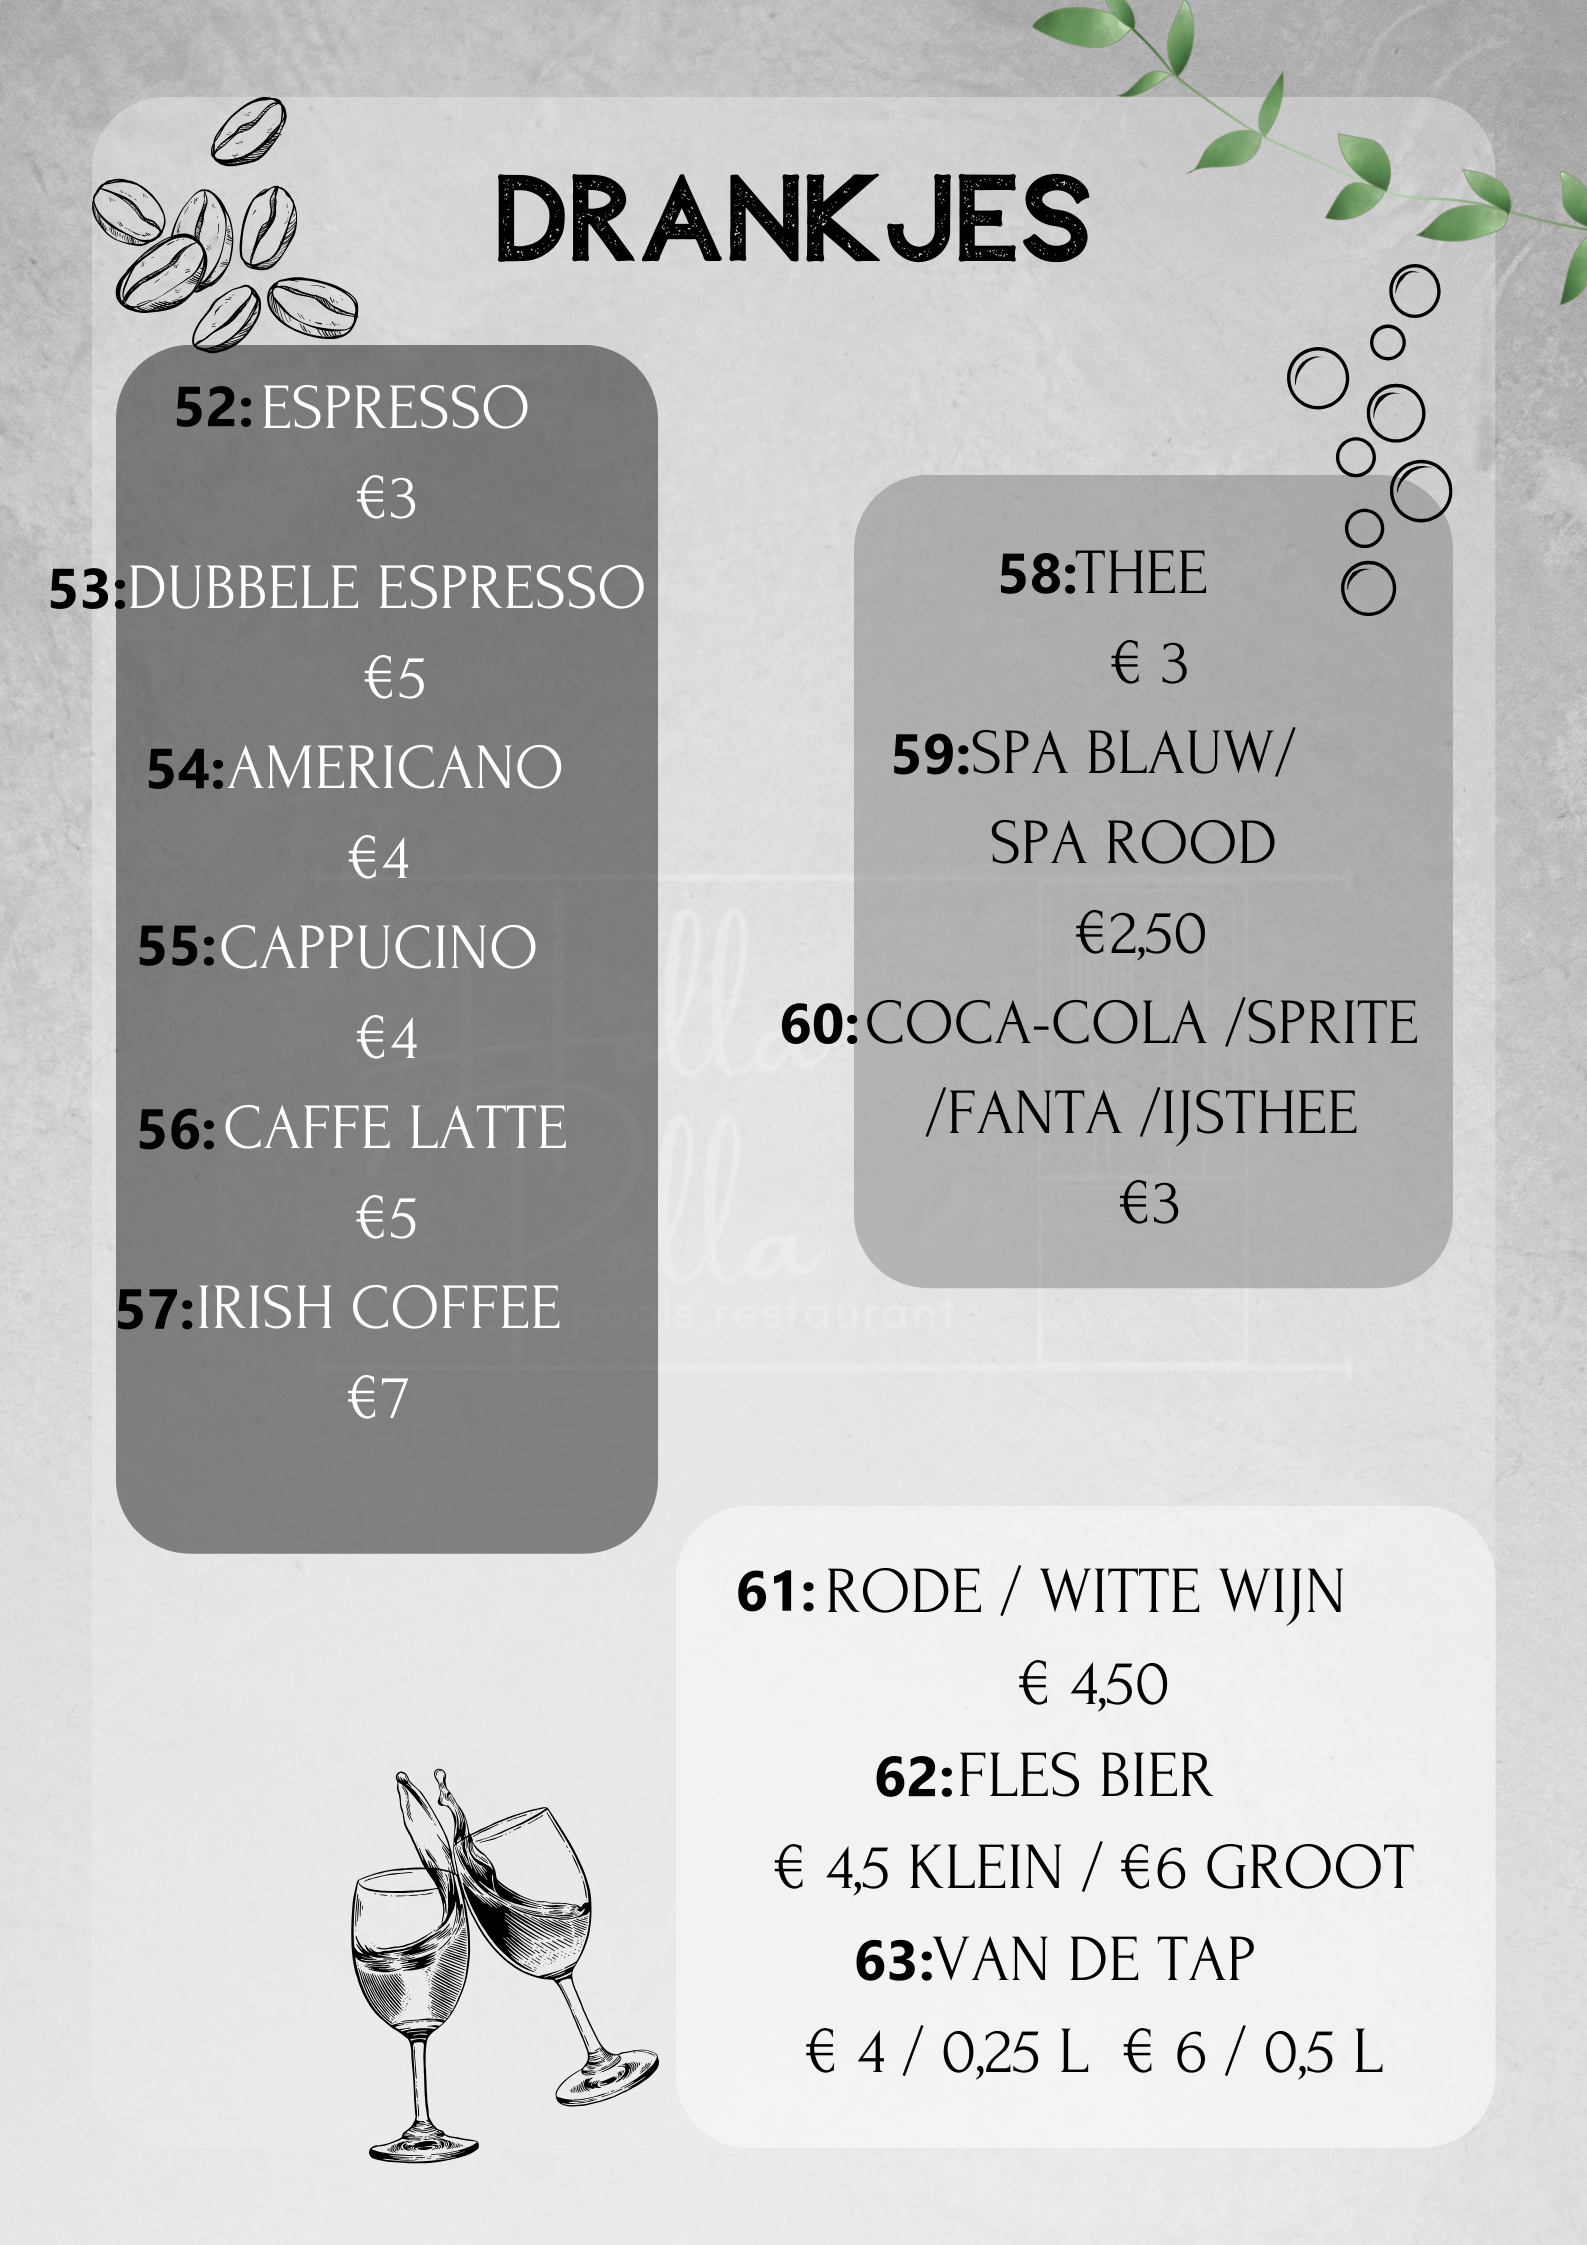 DRANKJES
52: ESPRESSO
€3
53:DUBBELE ESPRESSO
€5
54:AMERICANO
€4
55:CAPPUCINO
€4
56: CAFFE LATTE
€5
57:IRISH COFFEE
€7
58:THEE
€ 3
59:SPA BLAUW/
SPA ROOD
€2,50
60:COCA-COLA /SPRITE
/FANTA /IJSTHEE
€3
61: RODE / WITTE WIJN
€ 4,50
62:FLES BIER
€ 4,5 KLEIN / €6 GROOT
63:VAN DE TAP
€ 4 / 0,25 L € 6 / 0,5 L
Holla
Polla
restaurant